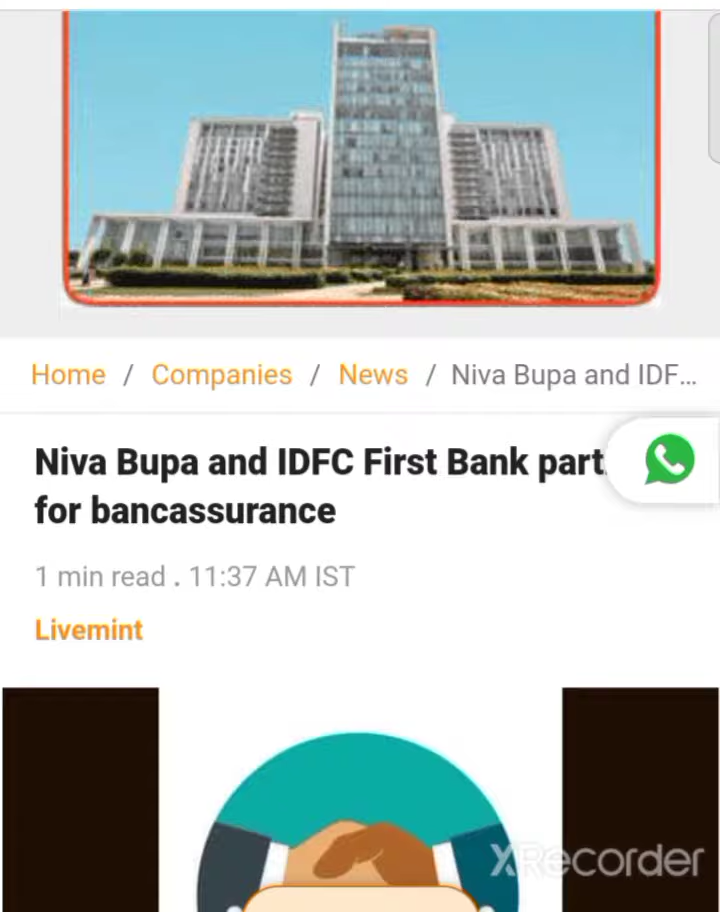 Home / Companies / News / Niva Bupa and IDF...
Niva Bupa and IDFC First Bank part
for bancassurance
1 min read . 11:37 AM IST
Livemint
XRecorder